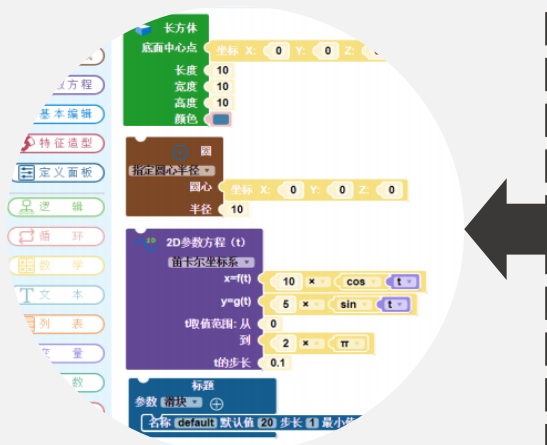 长方体
底面中心点 坐标 X: 0 Y: 0 Z:
长度 10
宽度 10
高度 10
颜色
圆
指定圆心半径
圆心 坐标 X: 0 Y: 0 Z: 0
半径 10
2D参数方程（t）
笛卡尔坐标系
x=f(t) 10 × cos t
y=g(t) 5 × sin t
t取值范围: 从 0
到 2 × π
t的步长 0.1
标题
参数 滑块
名称 default 默认值 20 步长 1 最小值
方程
基本编辑
特征造型
定义面板
逻 辑
循 环
数 学
文 本
列 表
量
数